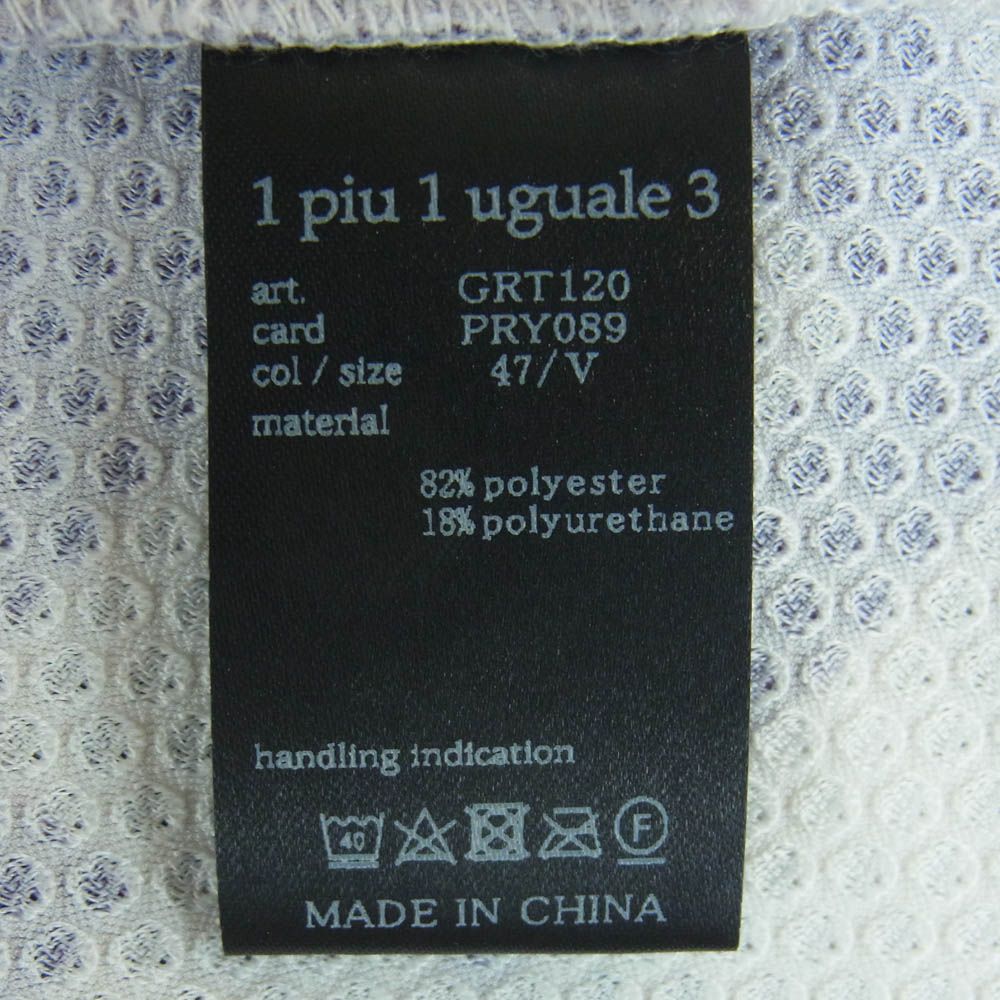 1 piu 1 uguale 3
art. GRT120
card PRY089
col / size 47/V
material
82% polyester
18% polyurethane
handling indication
40 F
MADE IN CHINA